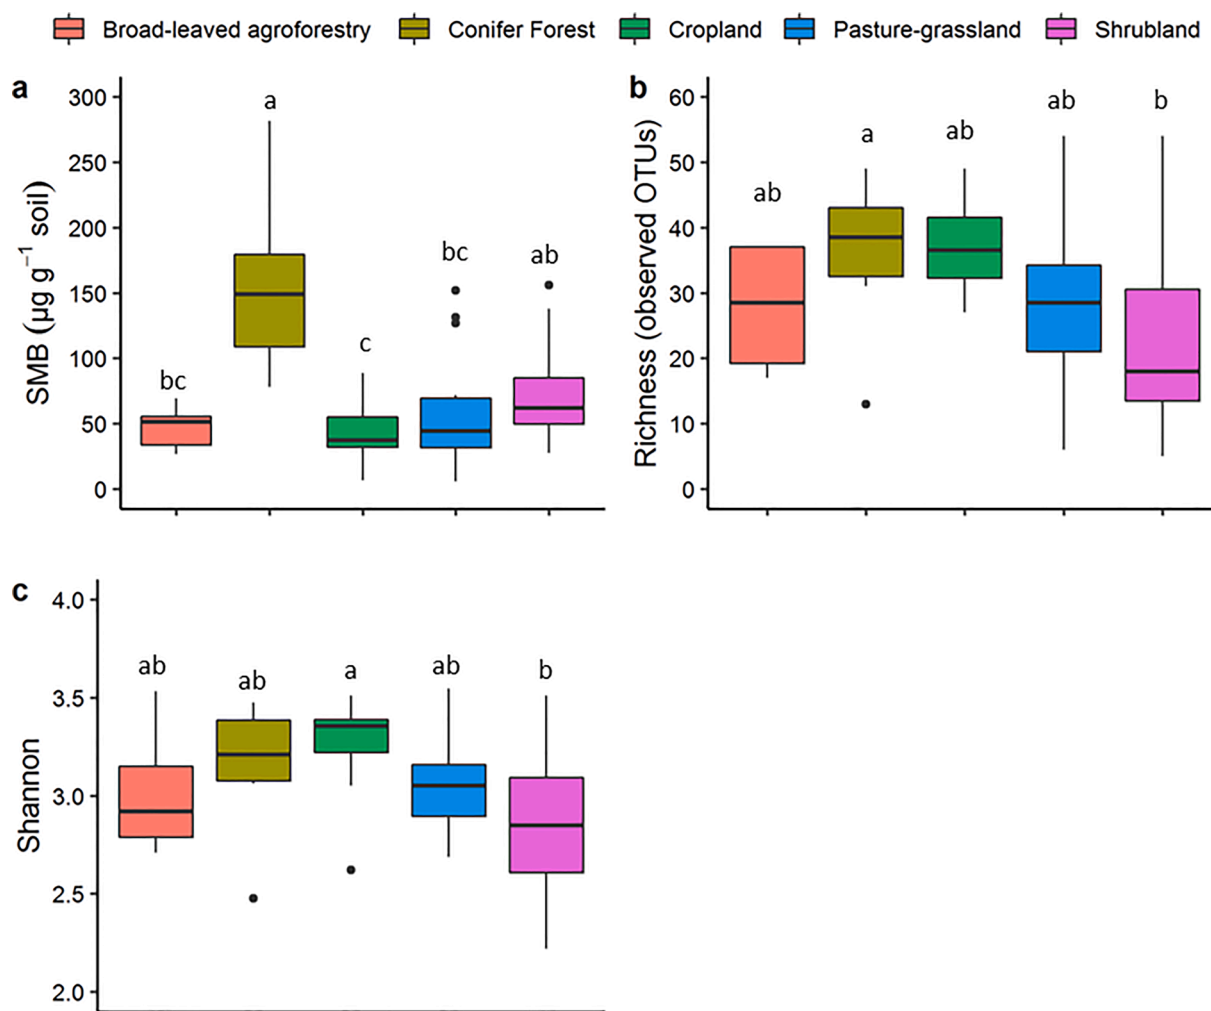 Broad-leaved agroforestry Conifer Forest Cropland Pasture-grassland Shrubland
a
SMB (µg g⁻¹ soil)
300
250
200
150
100
50
0
bc
a
c
bc
ab
b
Richness (observed OTUs)
60
50
40
30
20
10
0
ab
a
ab
ab
b
c
Shannon
4.0
3.5
3.0
2.5
2.0
ab
ab
a
ab
b